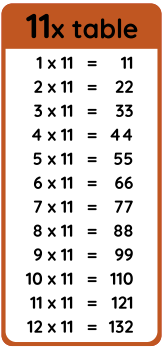 11x table
1 x 11 = 11
2 x 11 = 22
3 x 11 = 33
4 x 11 = 44
5 x 11 = 55
6 x 11 = 66
7 x 11 = 77
8 x 11 = 88
9 x 11 = 99
10 x 11 = 110
11 x 11 = 121
12 x 11 = 132